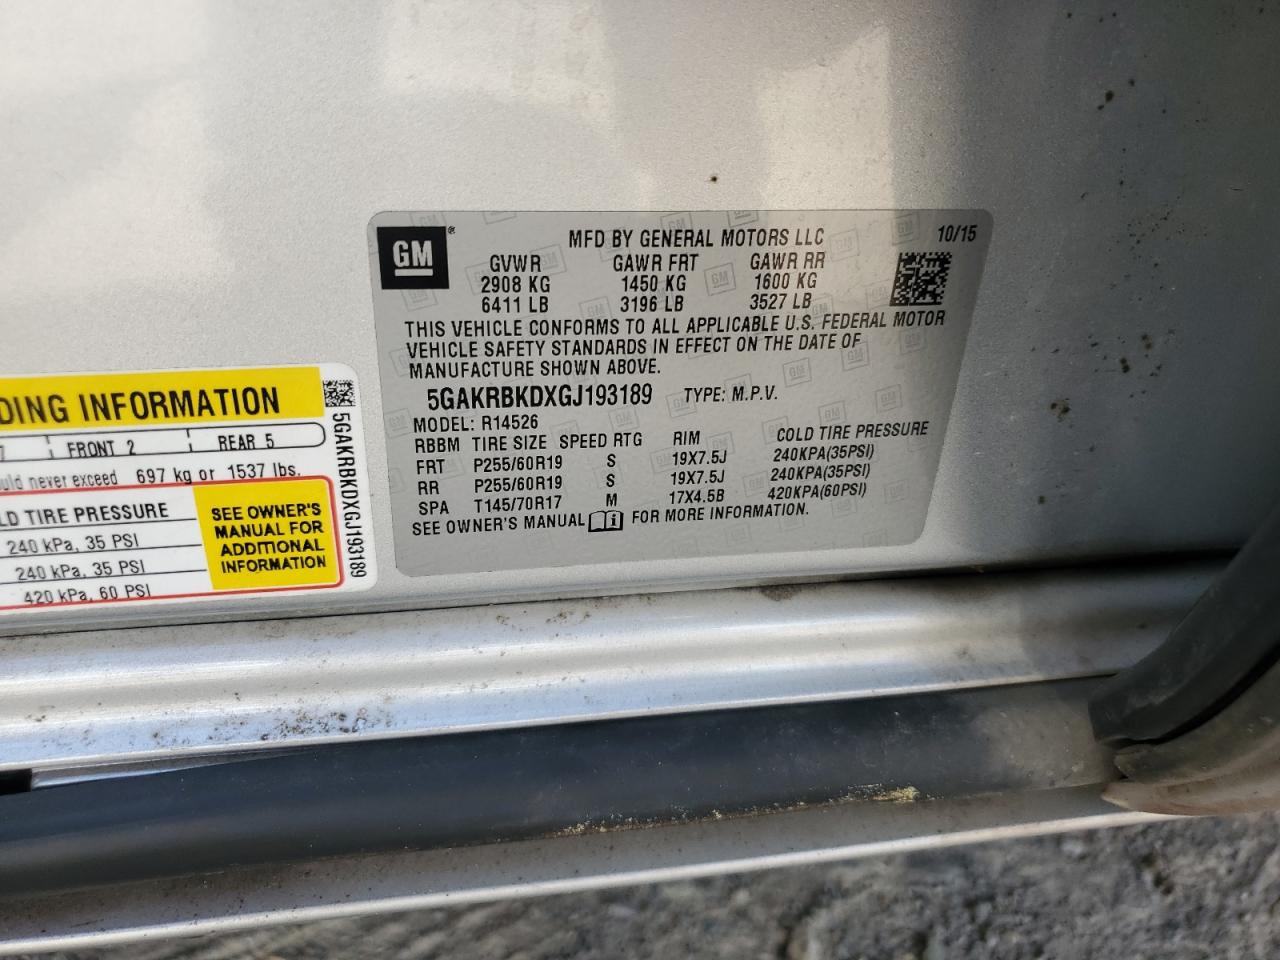 GM
®
MFD BY GENERAL MOTORS LLC 10/15
GVWR GAWR FRT GAWR RR
2908 KG 1450 KG 1600 KG
6411 LB 3196 LB 3527 LB
THIS VEHICLE CONFORMS TO ALL APPLICABLE U.S. FEDERAL MOTOR
VEHICLE SAFETY STANDARDS IN EFFECT ON THE DATE OF
MANUFACTURE SHOWN ABOVE.
5GAKRBKDXGJ193189 TYPE: M.P.V.
MODEL: R14526
RBBM TIRE SIZE SPEED RTG RIM COLD TIRE PRESSURE
FRT P255/60R19 S 19X7.5J 240KPA(35PSI)
RR P255/60R19 S 19X7.5J 240KPA(35PSI)
SPA T145/70R17 M 17X4.5B 420KPA(60PSI)
SEE OWNER'S MANUAL FOR MORE INFORMATION.
DING INFORMATION
7 FRONT 2 REAR 5
uld never exceed 697 kg or 1537 lbs.
LD TIRE PRESSURE
240 kPa, 35 PSI
240 kPa, 35 PSI
420 kPa, 60 PSI
SEE OWNER'S
MANUAL FOR
ADDITIONAL
INFORMATION
5GAKRBKDXGJ193189